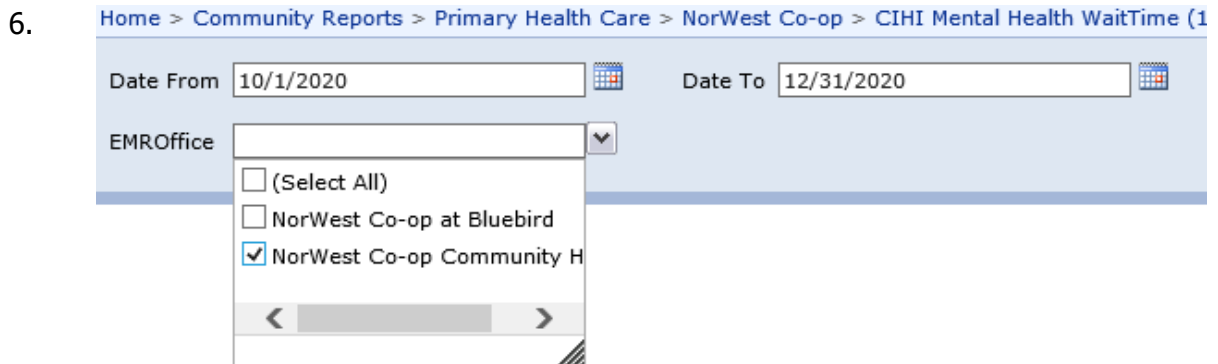 6.
Home > Community Reports > Primary Health Care > NorWest Co-op > CIHI Mental Health WaitTime (1
Date From 10/1/2020 Date To 12/31/2020
EMROffice
(Select All)
NorWest Co-op at Bluebird
NorWest Co-op Community H